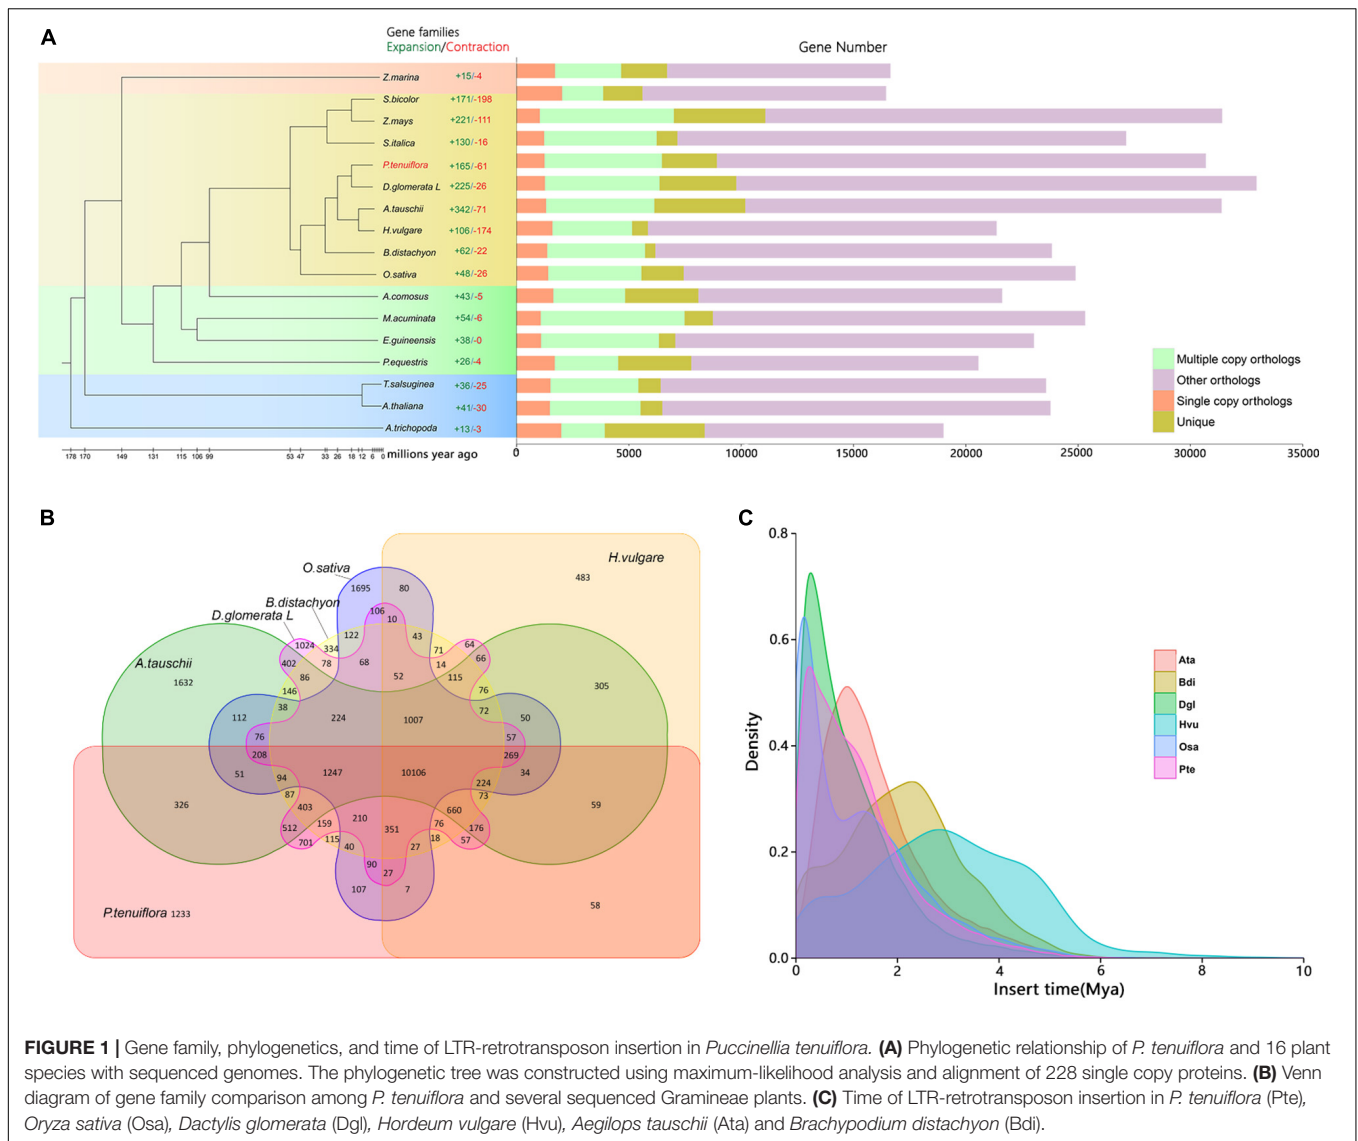 A
Gene families
Expansion/Contraction
Gene Number
Z.marina +15/-4
S.bicolor +171/-198
Z.mays +221/-111
S.italica +130/-16
P.tenuiflora +165/-61
D.glomerata L +225/-26
A.tauschii +342/-71
H.vulgare +106/-174
B.distachyon +62/-22
O.sativa +48/-26
A.comosus +43/-5
M.acuminata +54/-6
E.guineensis +38/-0
P.equestris +26/-4
T.salsuginea +36/-25
A.thaliana +41/-30
A.trichopoda +13/-3
Multiple copy orthologs
Other orthologs
Single copy orthologs
Unique
178 170 149 131 115 106 99 53 47 33 26 18 12 6 0 millions year ago
0 5000 10000 15000 20000 25000 30000 35000
B
O.sativa
H.vulgare
B.distachyon
D.glomerata L
A.tauschii
P.tenuiflora 1233
1695 80 483
106 10
122 43
1024 334 71 64
402 78 68 14 66
86 52 115
1632 146 76 305
38 72
112 224 1007 50
76 57
208 269
51 94 1247 10106 224 34
87 73
326 403 660 59
512 159 210 351 76 176
701 115 40 27 18 57
90 27
107 7 58
C
Density
0.8
0.6
0.4
0.2
0.0
0 2 4 6 8 10
Insert time(Mya)
Ata
Bdi
Dgl
Hvu
Osa
Pte
FIGURE 1 | Gene family, phylogenetics, and time of LTR-retrotransposon insertion in Puccinellia tenuiflora. (A) Phylogenetic relationship of P. tenuiflora and 16 plant
species with sequenced genomes. The phylogenetic tree was constructed using maximum-likelihood analysis and alignment of 228 single copy proteins. (B) Venn
diagram of gene family comparison among P. tenuiflora and several sequenced Gramineae plants. (C) Time of LTR-retrotransposon insertion in P. tenuiflora (Pte),
Oryza sativa (Osa), Dactylis glomerata (Dgl), Hordeum vulgare (Hvu), Aegilops tauschii (Ata) and Brachypodium distachyon (Bdi).